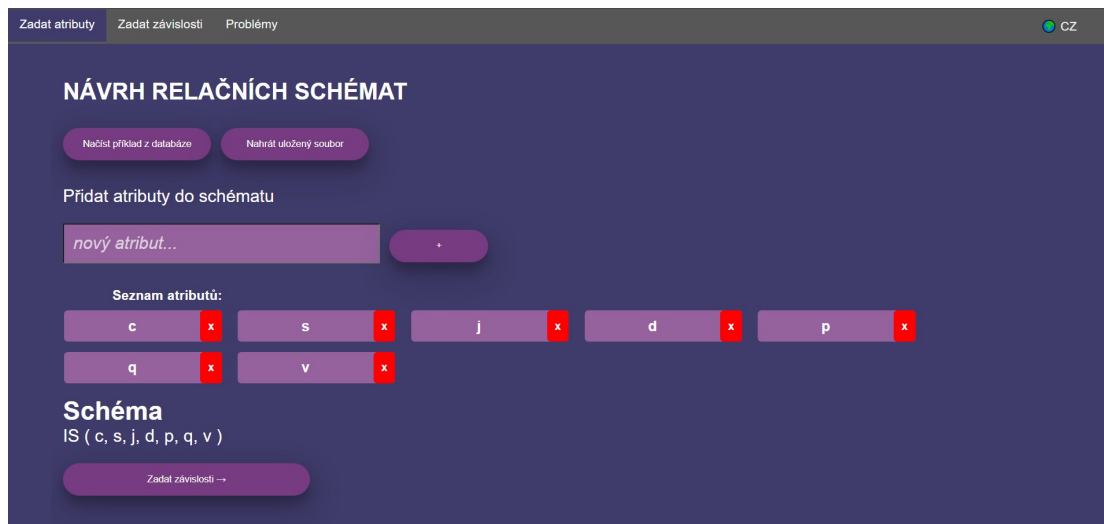 Zadat atributy Zadat závislosti Problémy CZ
NÁVRH RELAČNÍCH SCHÉMAT
Načíst příklad z databáze Nahrát uložený soubor
Přidat atributy do schématu
nový atribut... +
Seznam atributů:
c x s x j x d x p x
q x v x
Schéma
IS ( c, s, j, d, p, q, v )
Zadat závislosti →